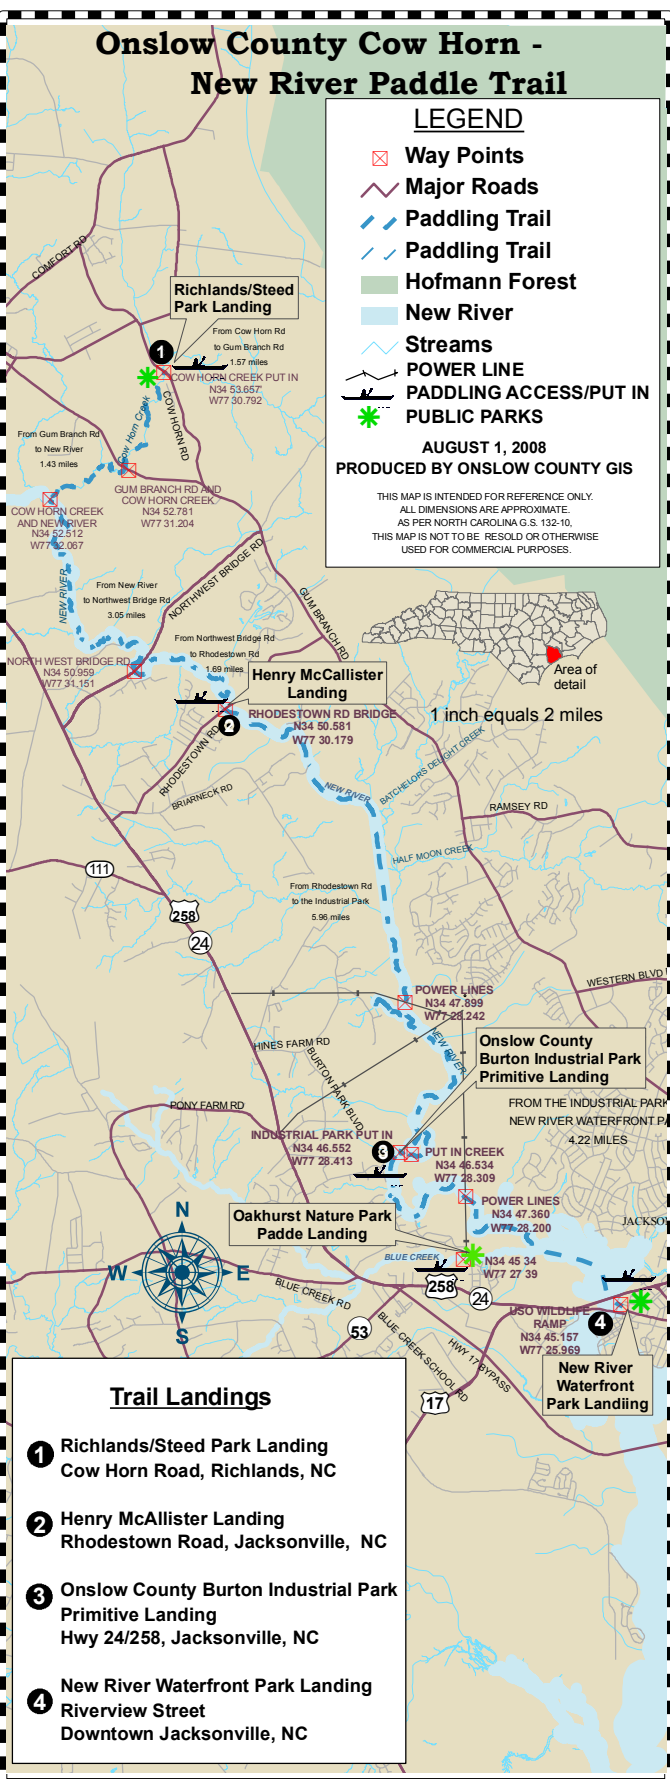 Onslow County Cow Horn -
New River Paddle Trail
LEGEND
Way Points
Major Roads
Paddling Trail
Paddling Trail
Hofmann Forest
New River
Streams
POWER LINE
PADDLING ACCESS/PUT IN
PUBLIC PARKS
AUGUST 1, 2008
PRODUCED BY ONSLOW COUNTY GIS
THIS MAP IS INTENDED FOR REFERENCE ONLY.
ALL DIMENSIONS ARE APPROXIMATE.
AS PER NORTH CAROLINA G.S. 132-10,
THIS MAP IS NOT TO BE RESOLD OR OTHERWISE
USED FOR COMMERCIAL PURPOSES.
COMFORT RD
Richlands/Steed
Park Landing
From Cow Horn Rd
to Gum Branch Rd
1.57 miles
1
COW HORN CREEK PUT IN
N34 53.657
W77 30.792
Cow Horn Creek
COW HORN RD
From Gum Branch Rd
to New River
1.43 miles
GUM BRANCH RD AND
COW HORN CREEK
N34 52.781
W77 31.204
COW HORN CREEK
AND NEW RIVER
N34 52.512
W77 32.067
NEW RIVER
From New River
to Northwest Bridge Rd
3.05 miles
NORTHWEST BRIDGE RD
GUM BRANCH RD
From Northwest Bridge Rd
to Rhodestown Rd
1.69 miles
NORTH WEST BRIDGE RD
N34 50.959
W77 31.151
Area of
detail
1 inch equals 2 miles
Henry McCallister
Landing
2
RHODESTOWN RD BRIDGE
N34 50.581
W77 30.179
RHODESTOWN RD
BRIARNECK RD
NEW RIVER
BATCHELORS DELIGHT CREEK
RAMSEY RD
HALF MOON CREEK
111
258
24
From Rhodestown Rd
to the Industrial Park
5.96 miles
WESTERN BLVD
POWER LINES
N34 47.899
W77 28.242
NEW RIVER
HINES FARM RD
BURTON PARK BLVD
Onslow County
Burton Industrial Park
Primitive Landing
PONY FARM RD
FROM THE INDUSTRIAL PARK
NEW RIVER WATERFRONT PA
4.22 MILES
INDUSTRIAL PARK PUT IN
N34 46.552
W77 28.413
3
PUT IN CREEK
N34 46.534
W77 28.309
POWER LINES
N34 47.360
W77 28.200
Oakhurst Nature Park
Padde Landing
JACKSO
BLUE CREEK
N34 45 34
W77 27 39
258
24
N
W
E
S
BLUE CREEK RD
53
BLUE CREEK SCHOOL RD
HWY 17 BYPASS
17
USO WILDLIFE
RAMP
N34 45.157
W77 25.969
4
New River
Waterfront
Park Landiing
Trail Landings
1 Richlands/Steed Park Landing
Cow Horn Road, Richlands, NC
2 Henry McAllister Landing
Rhodestown Road, Jacksonville, NC
3 Onslow County Burton Industrial Park
Primitive Landing
Hwy 24/258, Jacksonville, NC
4 New River Waterfront Park Landing
Riverview Street
Downtown Jacksonville, NC